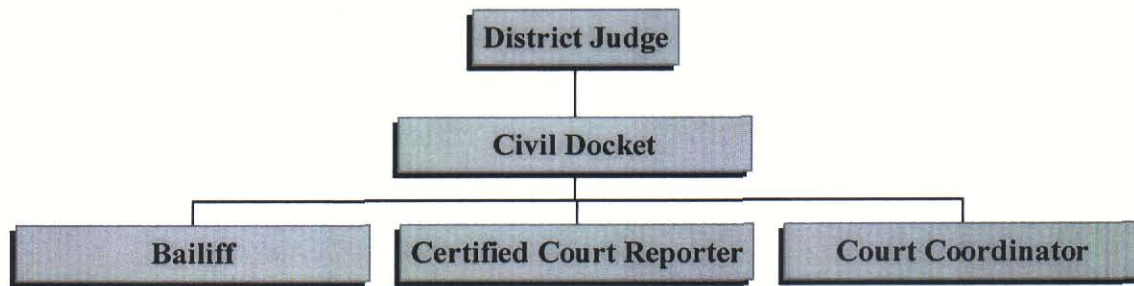 District Judge
Civil Docket
Bailiff
Certified Court Reporter
Court Coordinator